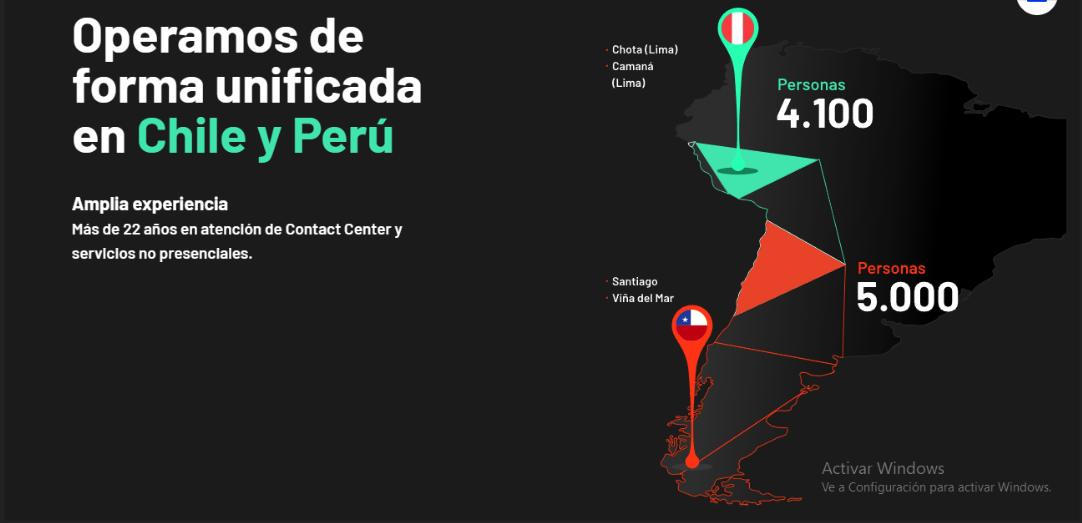 Operamos de
forma unificada
en Chile y Perú
Amplia experiencia
Más de 22 años en atención de Contact Center y
servicios no presenciales.
· Chota (Lima)
· Camaná
(Lima)
Personas
4.100
Personas
5.000
· Santiago
· Viña del Mar
Activar Windows
Ve a Configuración para activar Windows.